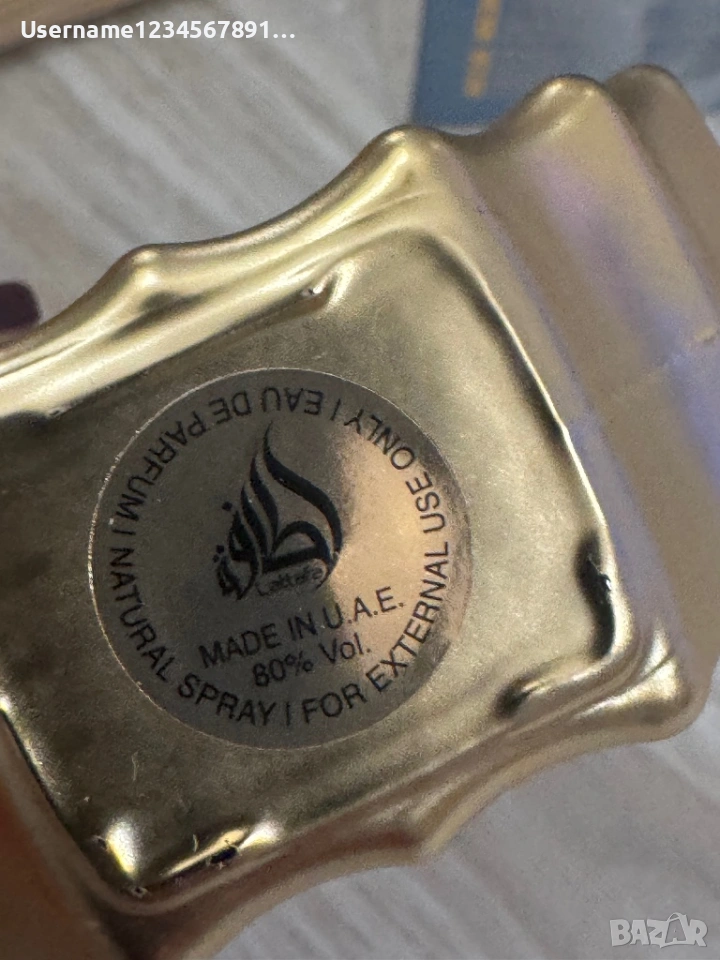 Username1234567891...
EAU DE PARFUM | NATURAL SPRAY | FOR EXTERNAL USE ONLY |
لطافة
Lattafa
MADE IN U.A.E.
80% Vol.
BAZAR